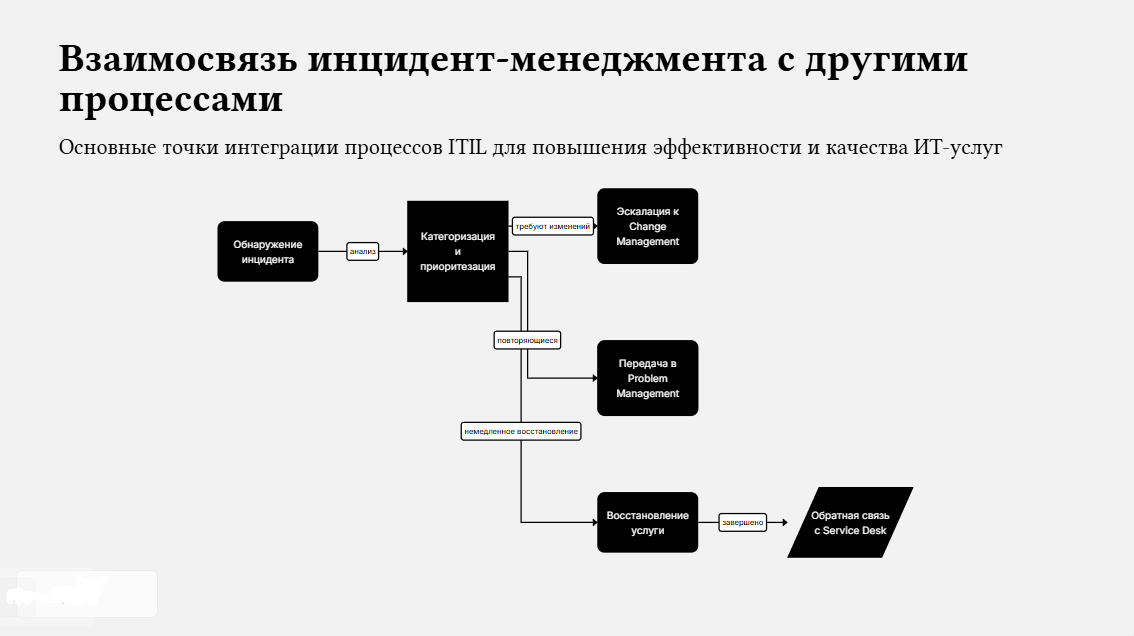 Взаимосвязь инцидент-менеджмента с другими
процессами
Основные точки интеграции процессов ITIL для повышения эффективности и качества ИТ-услуг
Обнаружение
инцидента
анализ
Категоризация
и
приоритезация
требуют изменений
Эскалация к
Change
Management
повторяющиеся
Передача в
Problem
Management
немедленное восстановление
Восстановление
услуги
завершено
Обратная связь
с Service Desk